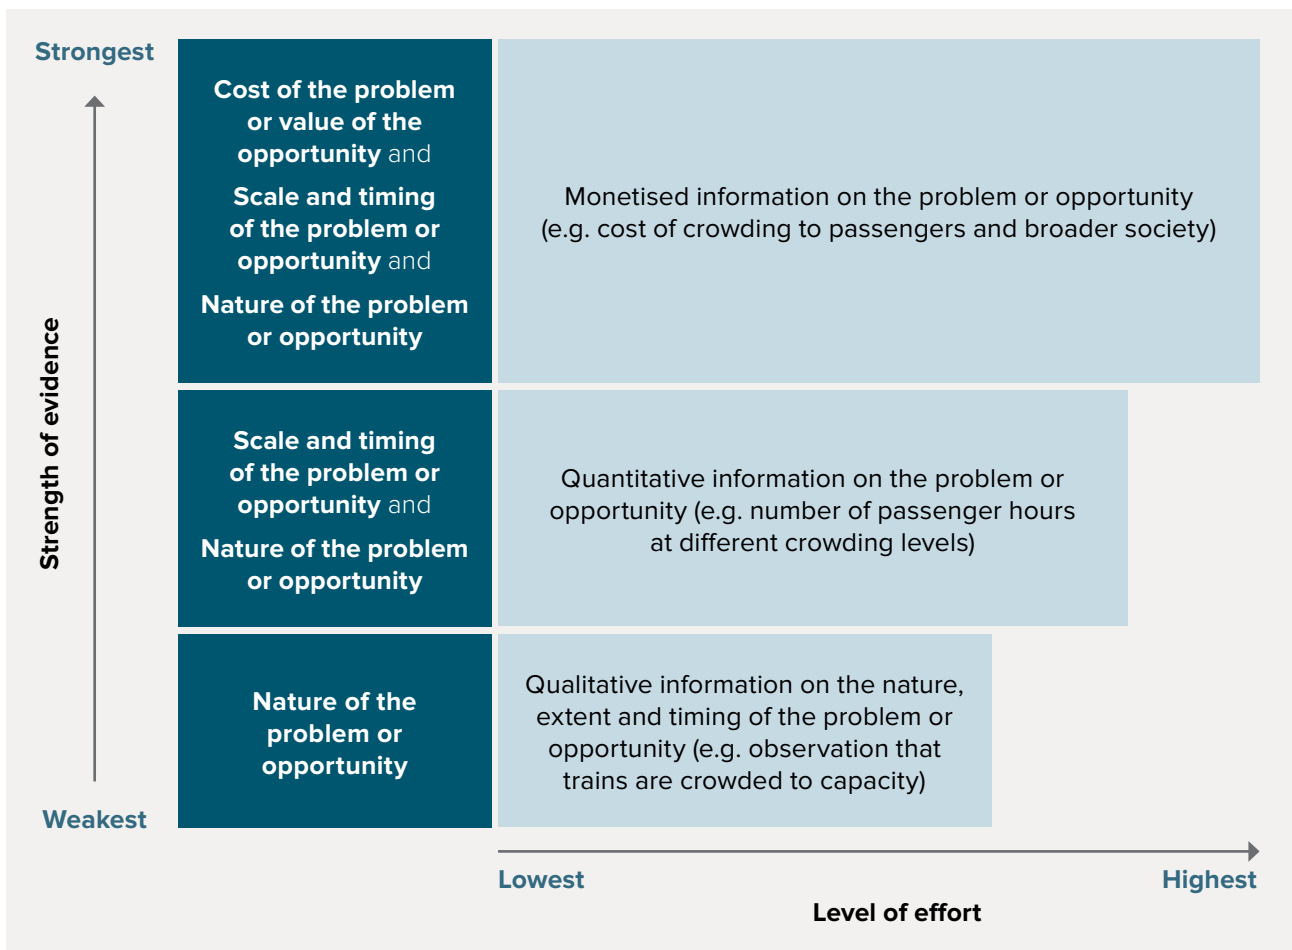 Strongest
Cost of the problem
or value of the
opportunity and
Scale and timing
of the problem or
opportunity and
Nature of the problem
or opportunity
Monetised information on the problem or opportunity
(e.g. cost of crowding to passengers and broader society)
Strength of evidence
Scale and timing
of the problem or
opportunity and
Nature of the problem
or opportunity
Quantitative information on the problem or
opportunity (e.g. number of passenger hours
at different crowding levels)
Nature of the
problem or
opportunity
Qualitative information on the nature,
extent and timing of the problem or
opportunity (e.g. observation that
trains are crowded to capacity)
Weakest
Lowest
Highest
Level of effort